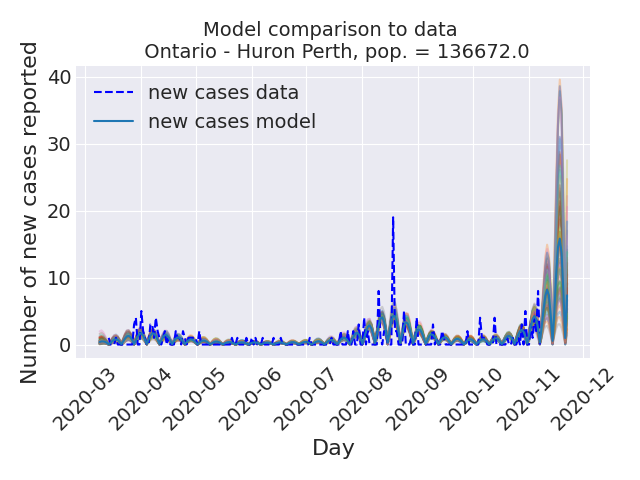 Model comparison to data
Ontario - Huron Perth, pop. = 136672.0
Number of new cases reported
40
30
20
10
0
new cases data
new cases model
2020-03
2020-04
2020-05
2020-06
2020-07
2020-08
2020-09
2020-10
2020-11
2020-12
Day